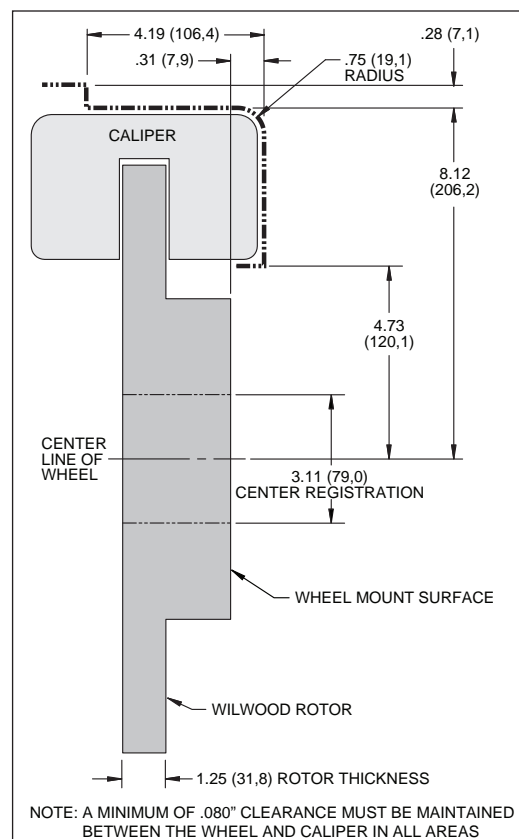 4.19 (106,4)
.28 (7,1)
.31 (7,9)
.75 (19,1)
RADIUS
CALIPER
8.12
(206,2)
4.73
(120,1)
CENTER
LINE OF
WHEEL
3.11 (79,0)
CENTER REGISTRATION
WHEEL MOUNT SURFACE
WILWOOD ROTOR
1.25 (31,8) ROTOR THICKNESS
NOTE: A MINIMUM OF .080" CLEARANCE MUST BE MAINTAINED
BETWEEN THE WHEEL AND CALIPER IN ALL AREAS